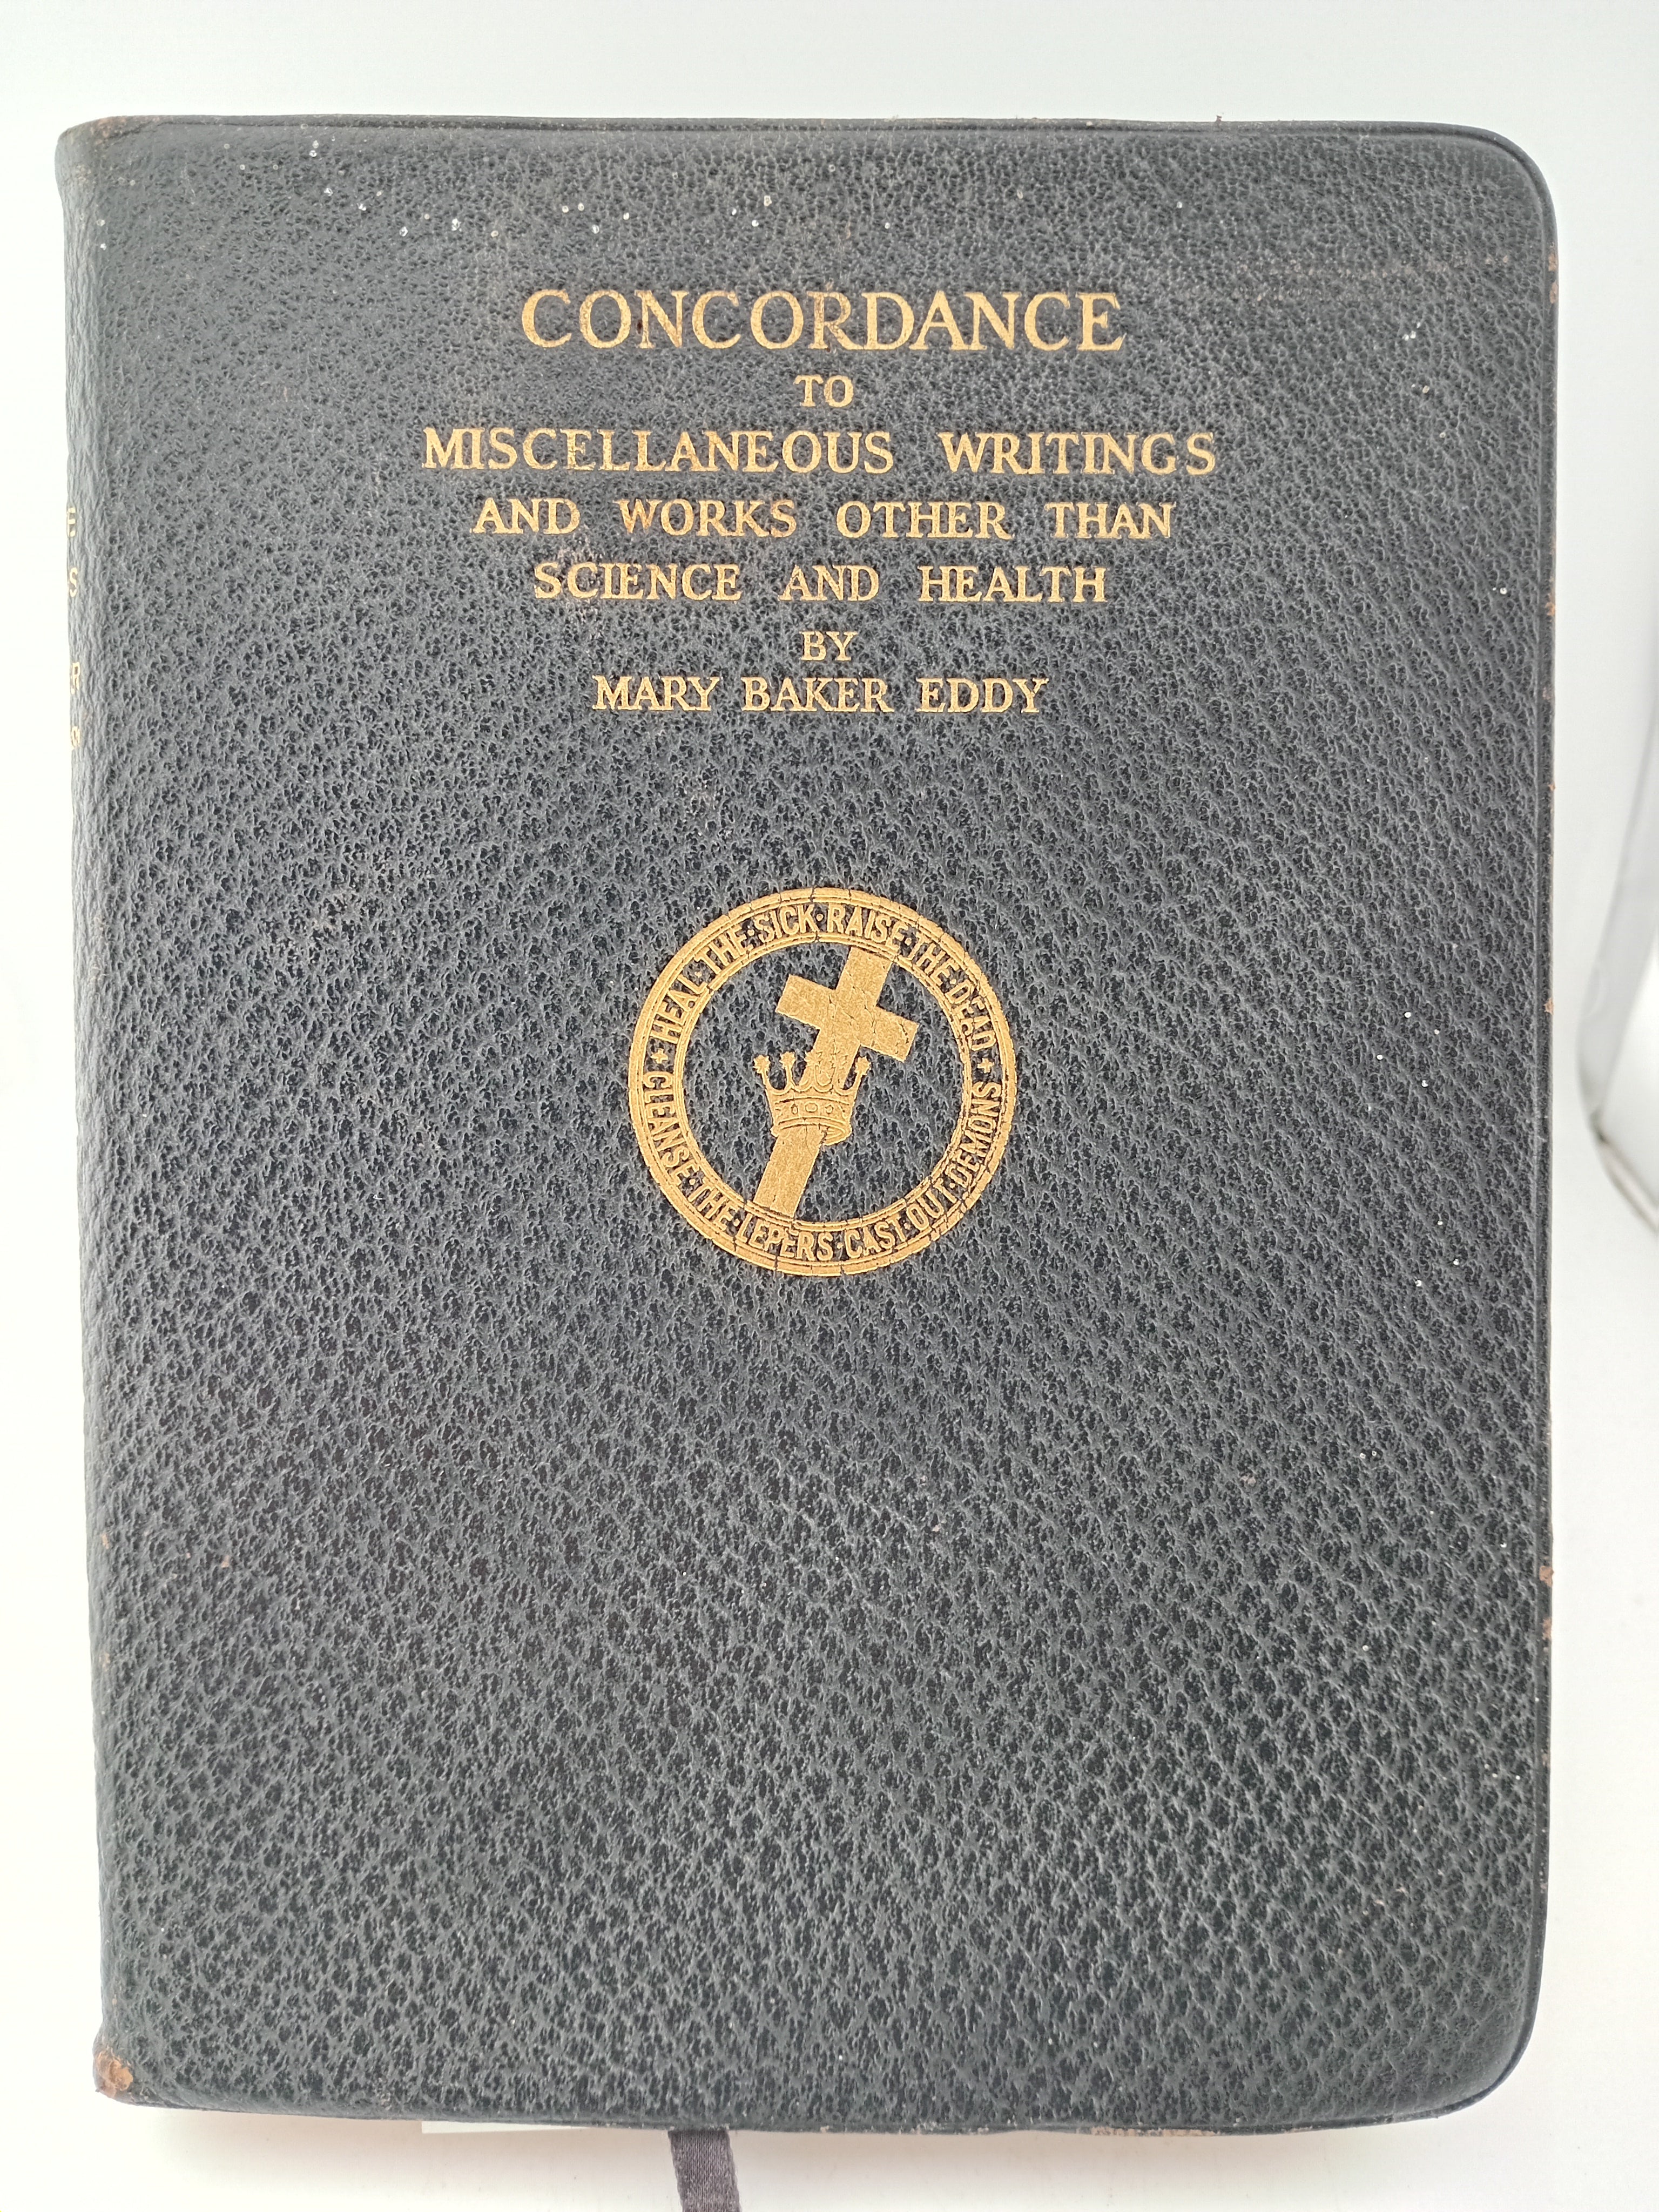 CONCORDANCE
TO
MISCELLANEOUS WRITINGS
AND WORKS OTHER THAN
SCIENCE AND HEALTH
BY
MARY BAKER EDDY
★ HEAL·THE·SICK·RAISE·THE·DEAD ★
CLEANSE·THE·LEPERS·CAST·OUT·DEMONS